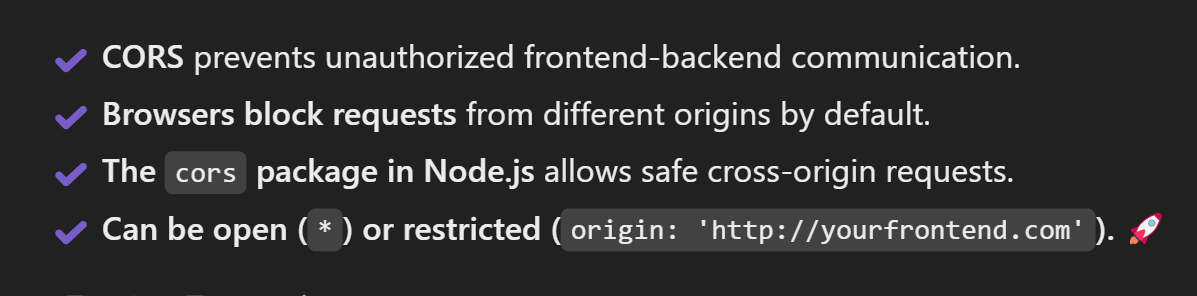 ✔ CORS prevents unauthorized frontend-backend communication.
✔ Browsers block requests from different origins by default.
✔ The cors package in Node.js allows safe cross-origin requests.
✔ Can be open (*) or restricted (origin: 'http://yourfrontend.com'). 🚀